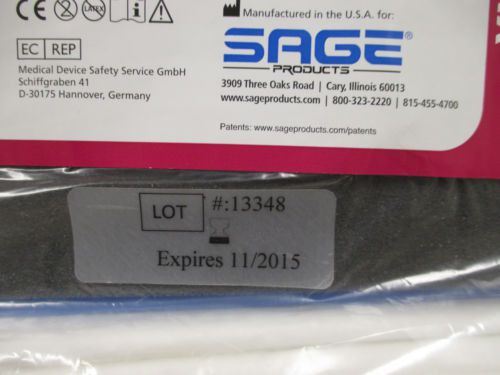 CE
LATEX
Manufactured in the U.S.A. for:
EC REP
SAGE®
PRODUCTS
Medical Device Safety Service GmbH
Schiffgraben 41
D-30175 Hannover, Germany
3909 Three Oaks Road | Cary, Illinois 60013
www.sageproducts.com | 800-323-2220 | 815-455-4700
Patents: www.sageproducts.com/patents
LOT #:13348
Expires 11/2015